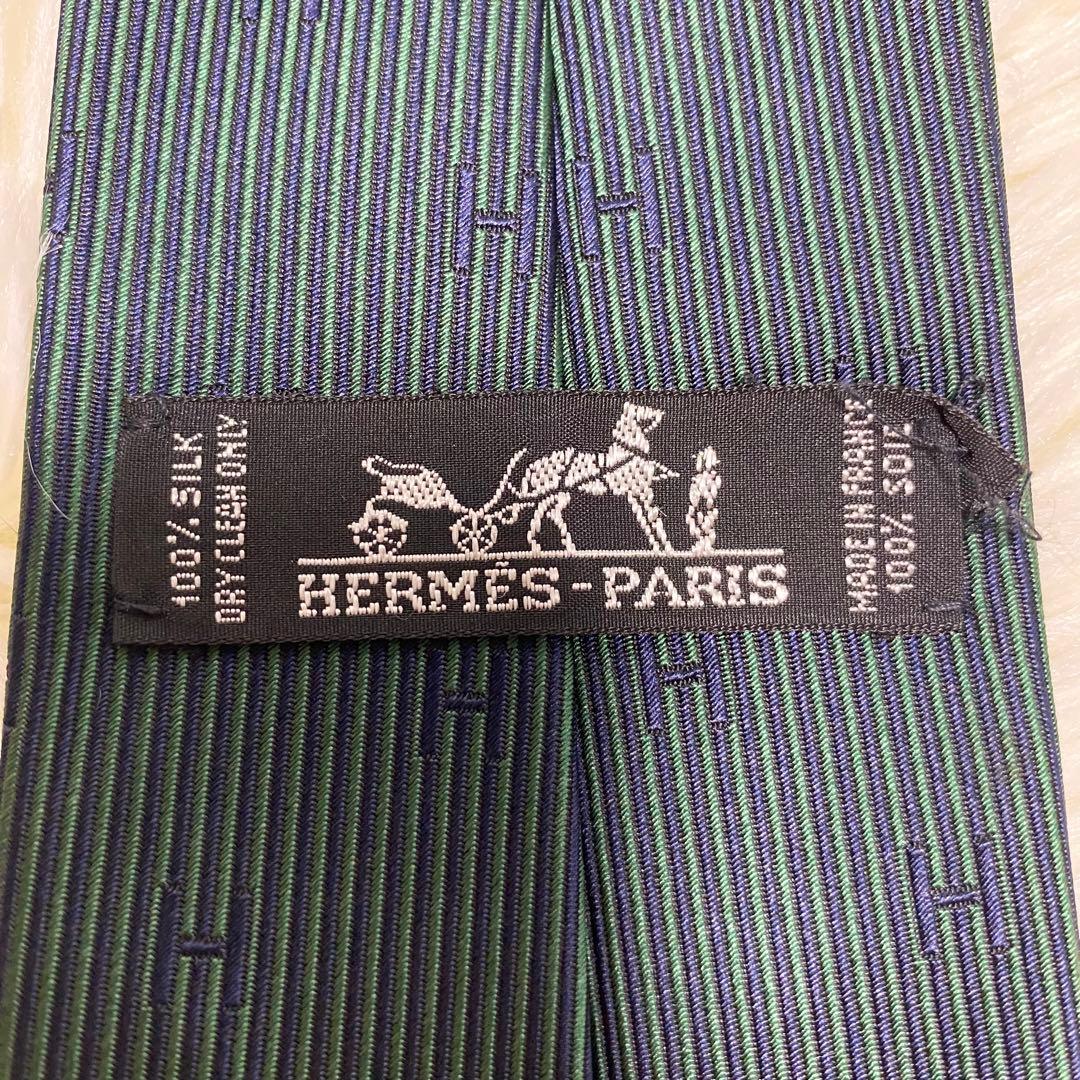 100% SILK
DRY CLEAN ONLY
HERMÈS-PARIS
MADE IN FRANCE
100% SOIE
H H
H H
H H